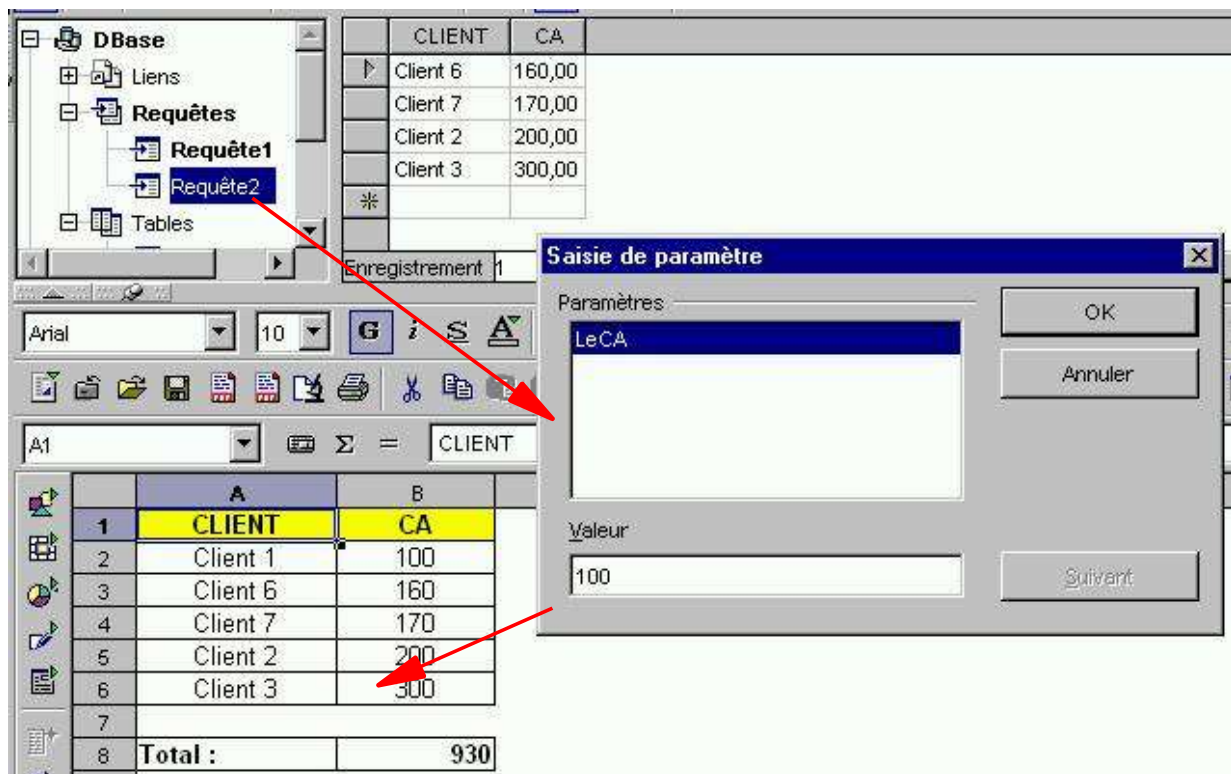 DBase
Liens
Requêtes
Requête1
Requête2
Tables
CLIENT CA
Client 6 160,00
Client 7 170,00
Client 2 200,00
Client 3 300,00
Enregistrement 1
Saisie de paramètre
Paramètres
LeCA
OK
Annuler
Valeur
100
Suivant
Arial 10 G i S A
A1 Σ = CLIENT
A B
1 CLIENT CA
2 Client 1 100
3 Client 6 160
4 Client 7 170
5 Client 2 200
6 Client 3 300
7
8 Total : 930